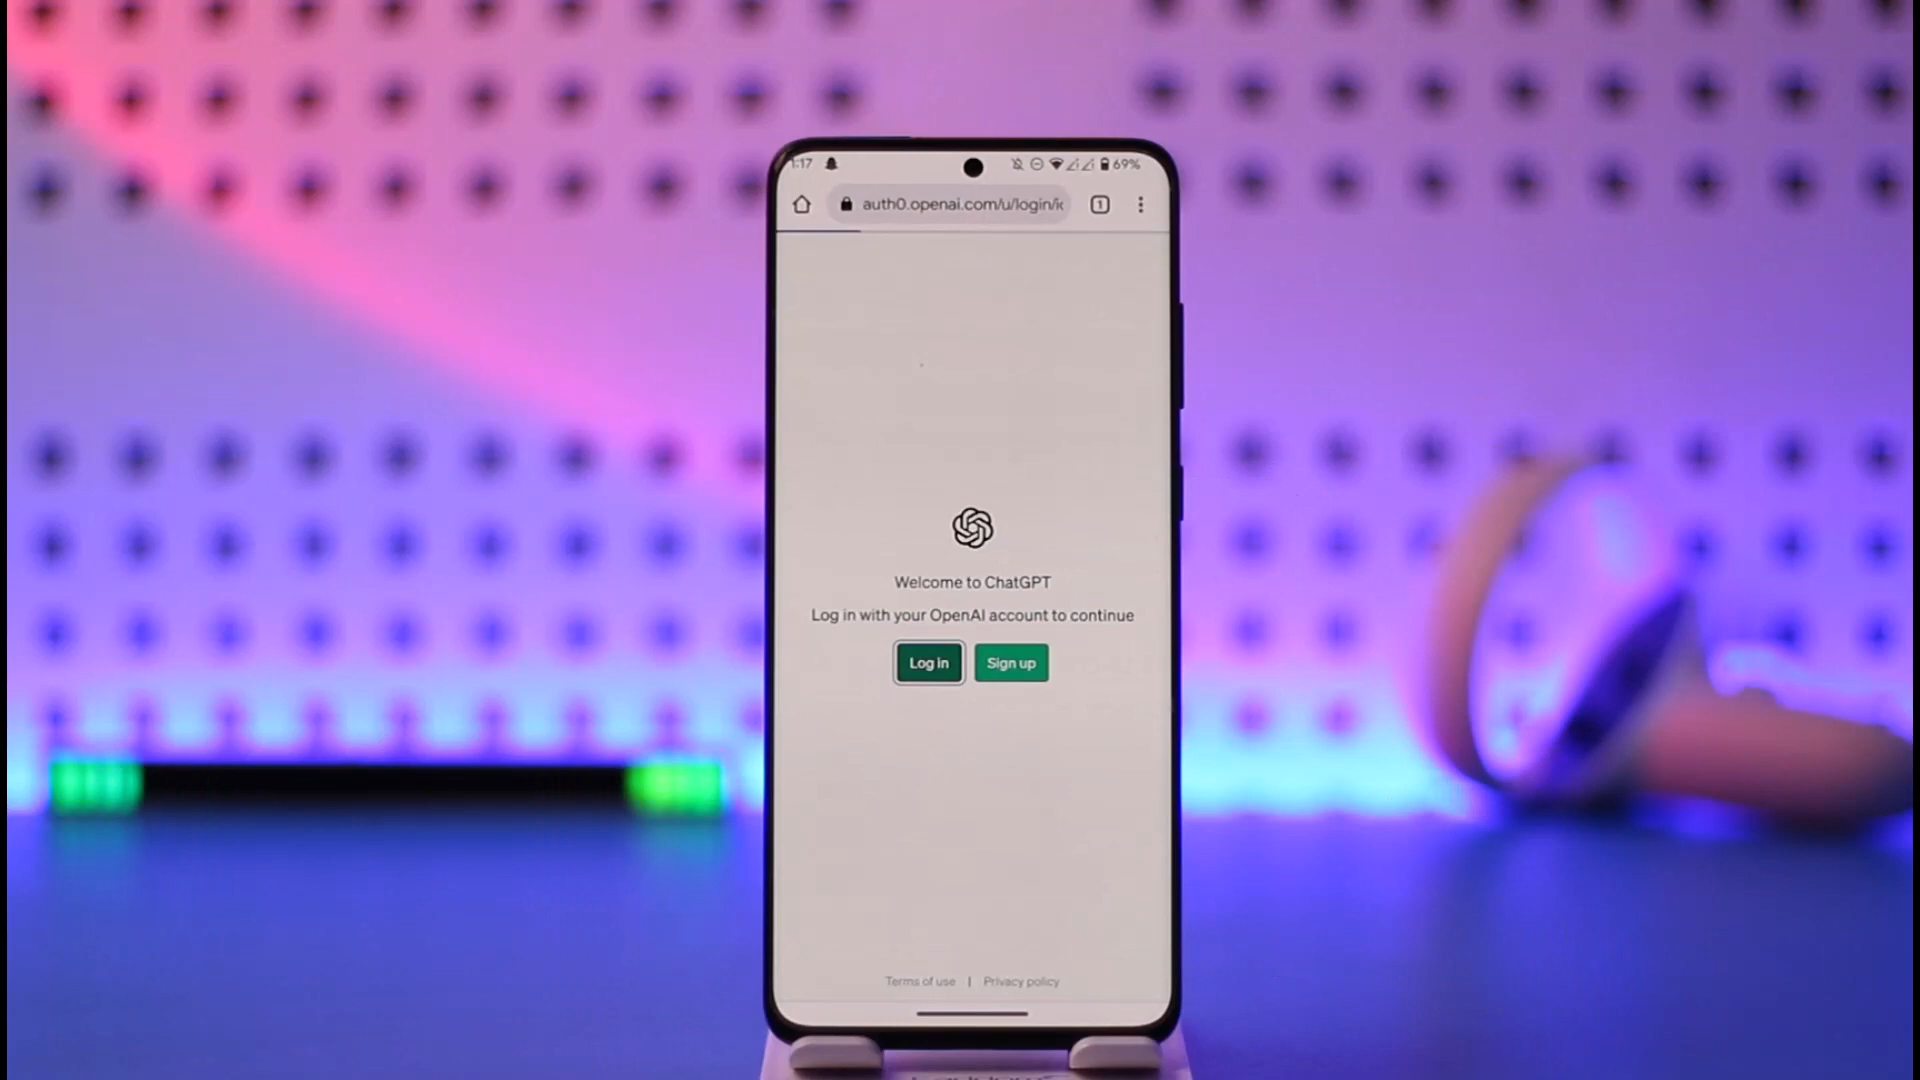 1:17 69%
auth0.openai.com/u/login/ic 1
Welcome to ChatGPT
Log in with your OpenAI account to continue
Log in Sign up
Terms of use | Privacy policy